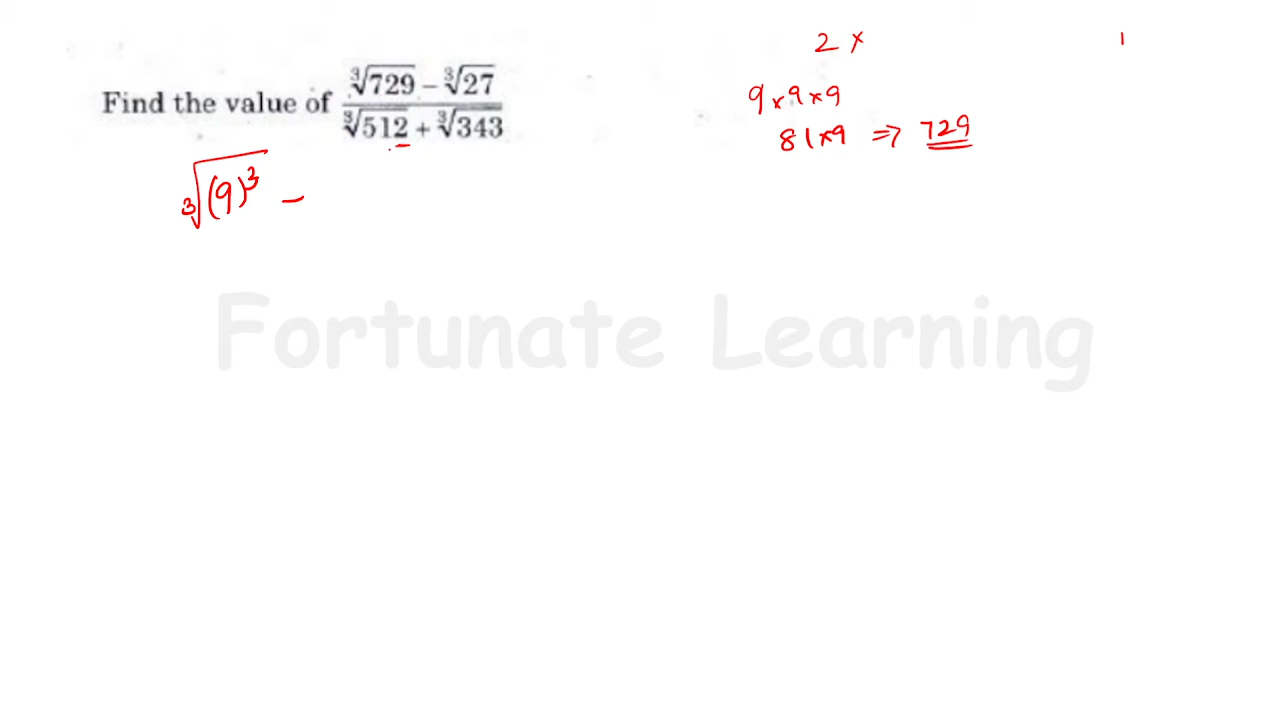 2 ×
Find the value of (∛729 − ∛27) / (∛512 + ∛343)
9 × 9 × 9
81 × 9 ⇒ 729
∛(9)³ −
Fortunate Learning